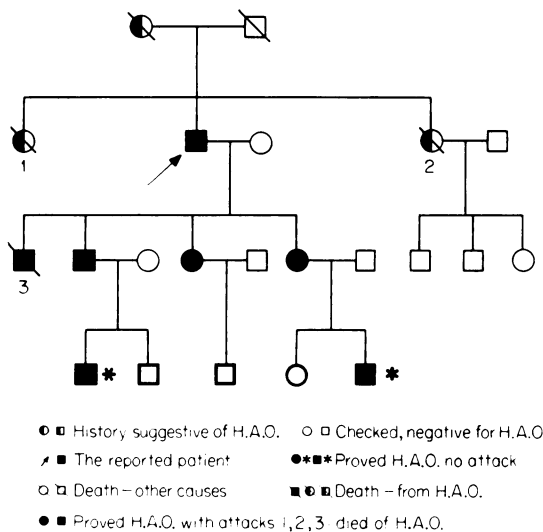 1
2
3
*
*
History suggestive of H.A.O.
Checked, negative for H.A.O
The reported patient
* * Proved H.A.O. no attack
Death - other causes
Death - from H.A.O.
Proved H.A.O. with attacks 1,2,3- died of H.A.O.